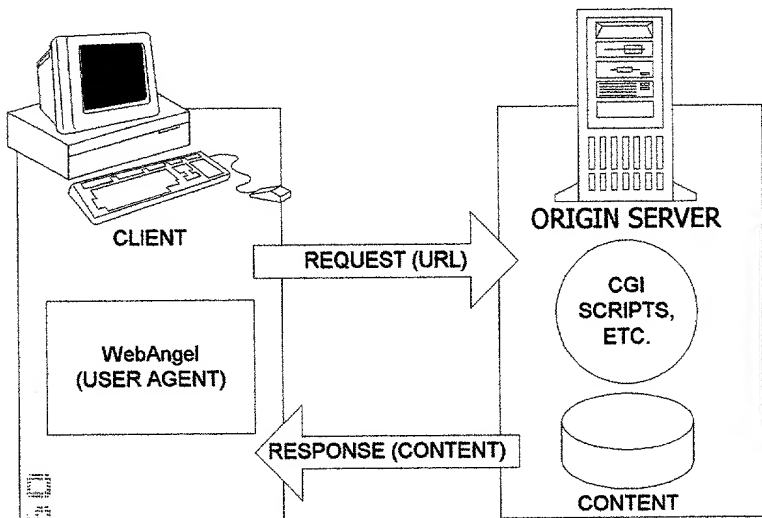 CLIENT
ORIGIN SERVER
REQUEST (URL)
CGI
SCRIPTS,
ETC.
WebAngel
(USER AGENT)
RESPONSE (CONTENT)
CONTENT